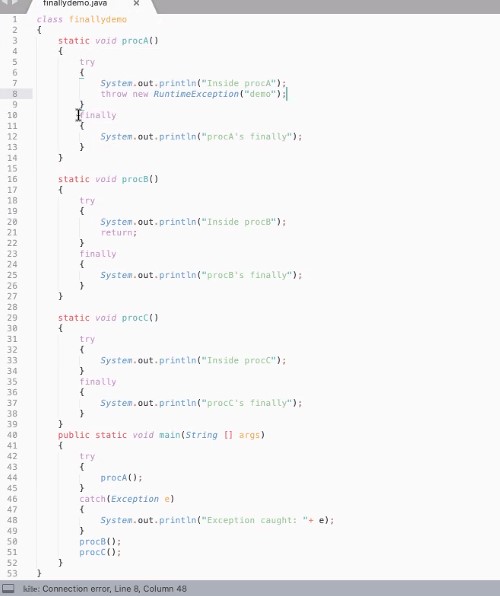 finallydemo.java
1 class finallydemo
2 {
3 static void procA()
4 {
5 try
6 {
7 System.out.println("Inside procA");
8 throw new RuntimeException("demo");
9 }
10 finally
11 {
12 System.out.println("procA's finally");
13 }
14 }
15
16 static void procB()
17 {
18 try
19 {
20 System.out.println("Inside procB");
21 return;
22 }
23 finally
24 {
25 System.out.println("procB's finally");
26 }
27 }
28
29 static void procC()
30 {
31 try
32 {
33 System.out.println("Inside procC");
34 }
35 finally
36 {
37 System.out.println("procC's finally");
38 }
39 }
40 public static void main(String [] args)
41 {
42 try
43 {
44 procA();
45 }
46 catch(Exception e)
47 {
48 System.out.println("Exception caught: "+ e);
49 }
50 procB();
51 procC();
52 }
53 }
kite: Connection error, Line 8, Column 48